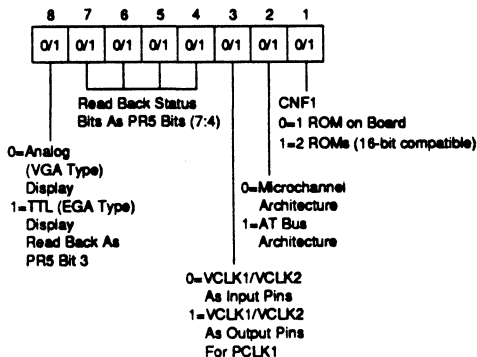 8 7 6 5 4 3 2 1
0/1 0/1 0/1 0/1 0/1 0/1 0/1 0/1
Read Back Status
Bits As PR5 Bits (7:4)
CNF1
0=1 ROM on Board
1=2 ROMs (16-bit compatible)
0=Analog
(VGA Type)
Display
1=TTL (EGA Type)
Display
Read Back As
PR5 Bit 3
0=Microchannel
Architecture
1=AT Bus
Architecture
0=VCLK1/VCLK2
As Input Pins
1=VCLK1/VCLK2
As Output Pins
For PCLK1